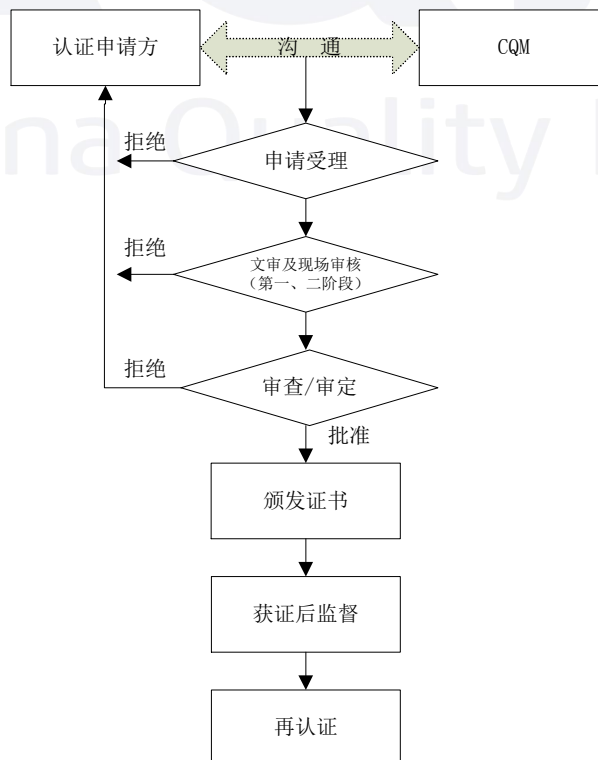 认证申请方
沟 通
CQM
拒绝
申请受理
拒绝
文审及现场审核
(第一、二阶段)
拒绝
审查/审定
批准
颁发证书
获证后监督
再认证
na Quality